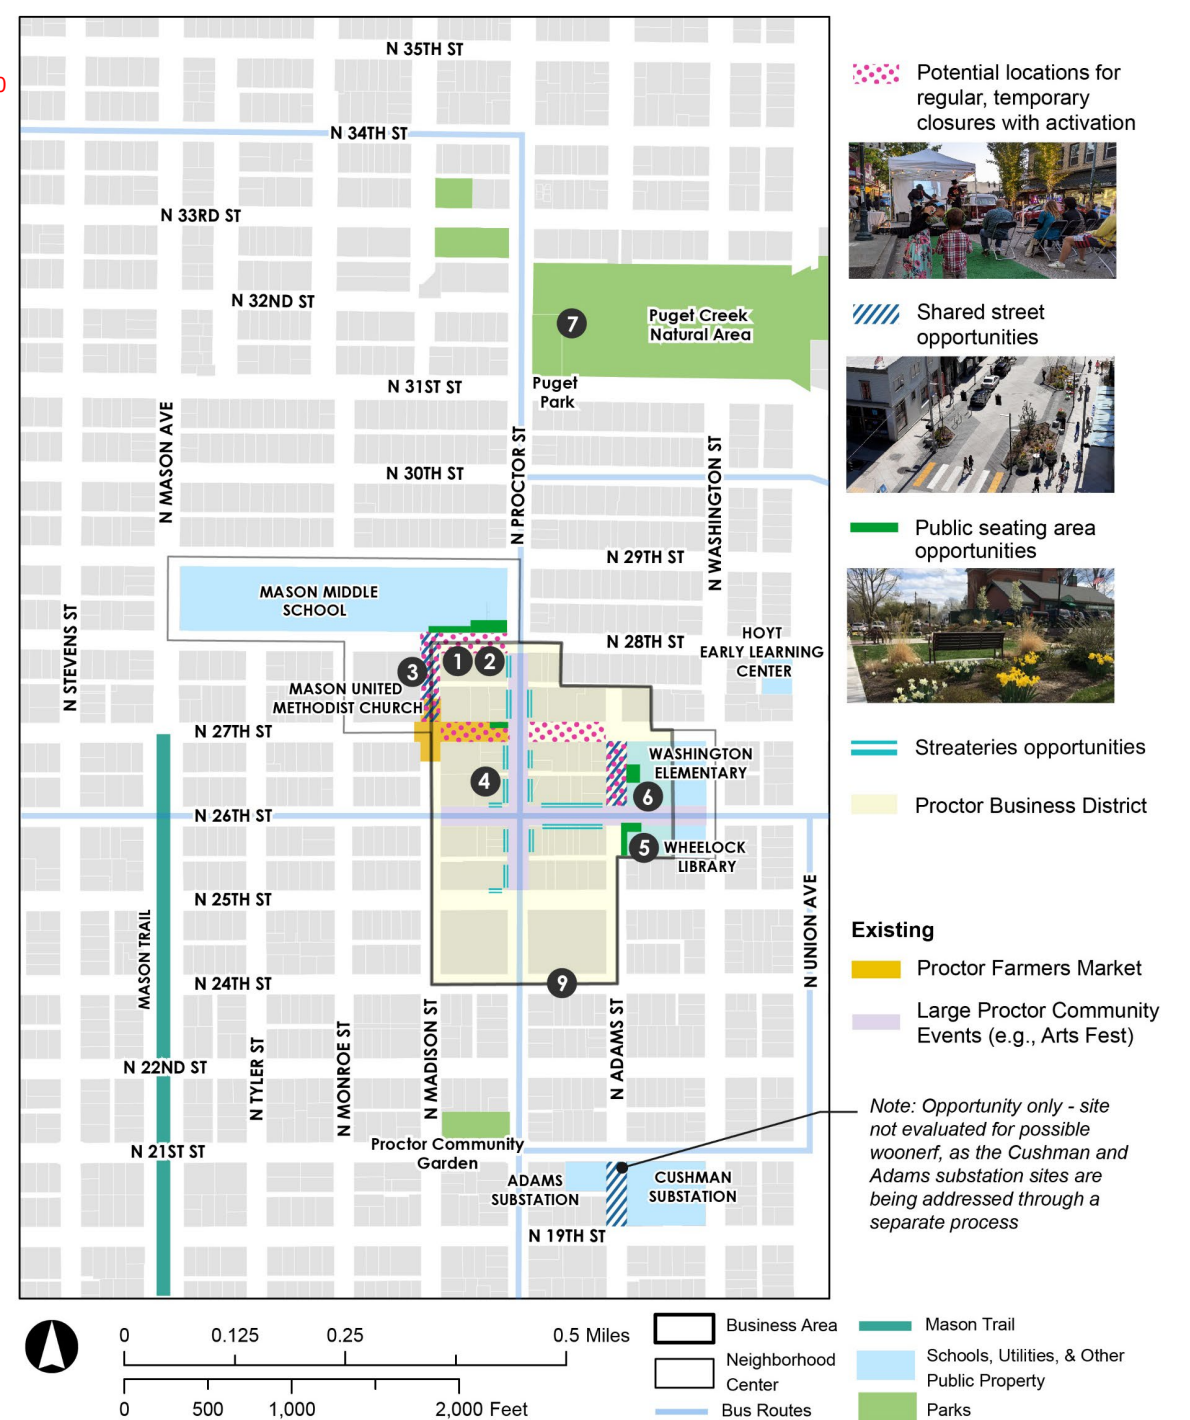 N 35TH ST
0
N 34TH ST
N 33RD ST
N 32ND ST
7
Puget Creek
Natural Area
N 31ST ST
Puget
Park
N MASON AVE
N PROCTOR ST
N WASHINGTON ST
N 30TH ST
N 29TH ST
MASON MIDDLE
SCHOOL
N STEVENS ST
N 28TH ST
HOYT
EARLY LEARNING
CENTER
1
2
3
MASON UNITED
METHODIST CHURCH
N 27TH ST
WASHINGTON
ELEMENTARY
4
6
N 26TH ST
5
WHEELOCK
LIBRARY
N 25TH ST
MASON TRAIL
N UNION AVE
N 24TH ST
9
N TYLER ST
N MONROE ST
N MADISON ST
N ADAMS ST
N 22ND ST
N 21ST ST
Proctor Community
Garden
ADAMS
SUBSTATION
CUSHMAN
SUBSTATION
N 19TH ST
Potential locations for
regular, temporary
closures with activation
Shared street
opportunities
Public seating area
opportunities
Streateries opportunities
Proctor Business District
Existing
Proctor Farmers Market
Large Proctor Community
Events (e.g., Arts Fest)
Note: Opportunity only - site
not evaluated for possible
woonerf, as the Cushman and
Adams substation sites are
being addressed through a
separate process
0 0.125 0.25 0.5 Miles
0 500 1,000 2,000 Feet
Business Area
Neighborhood
Center
Bus Routes
Mason Trail
Schools, Utilities, & Other
Public Property
Parks